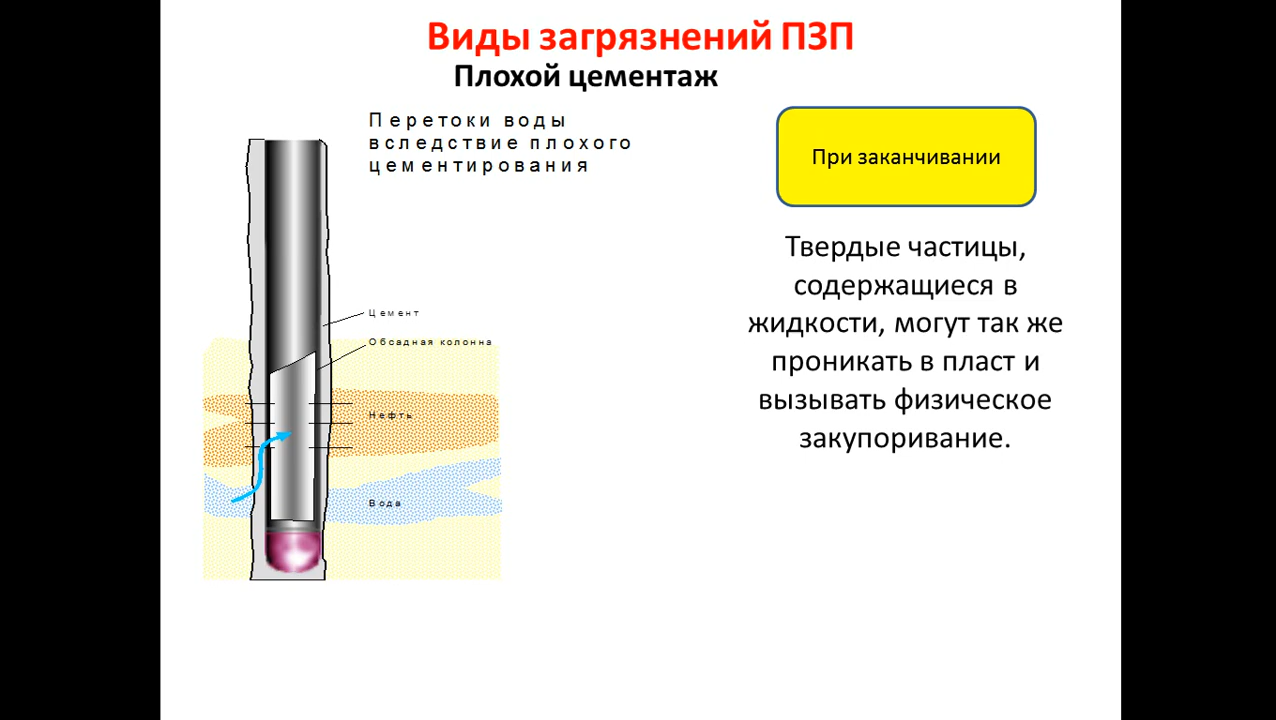 Виды загрязнений ПЗП
Плохой цементаж
Перетоки воды
вследствие плохого
цементирования
Цемент
Обсадная колонна
Нефть
Вода
При заканчивании
Твердые частицы,
содержащиеся в
жидкости, могут так же
проникать в пласт и
вызывать физическое
закупоривание.